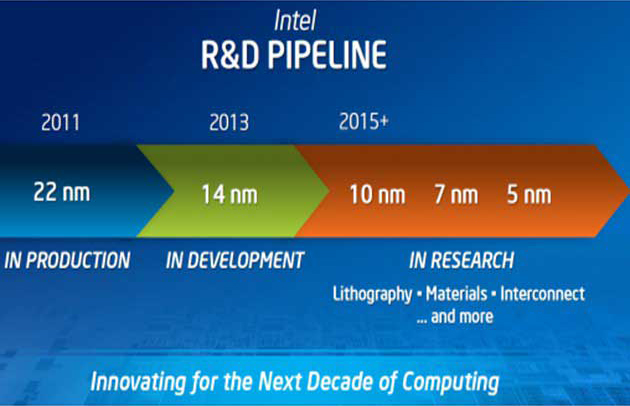 Intel
R&D PIPELINE
2011 2013 2015+
22 nm 14 nm 10 nm 7 nm 5 nm
IN PRODUCTION IN DEVELOPMENT IN RESEARCH
Lithography ▪ Materials ▪ Interconnect
... and more
Innovating for the Next Decade of Computing